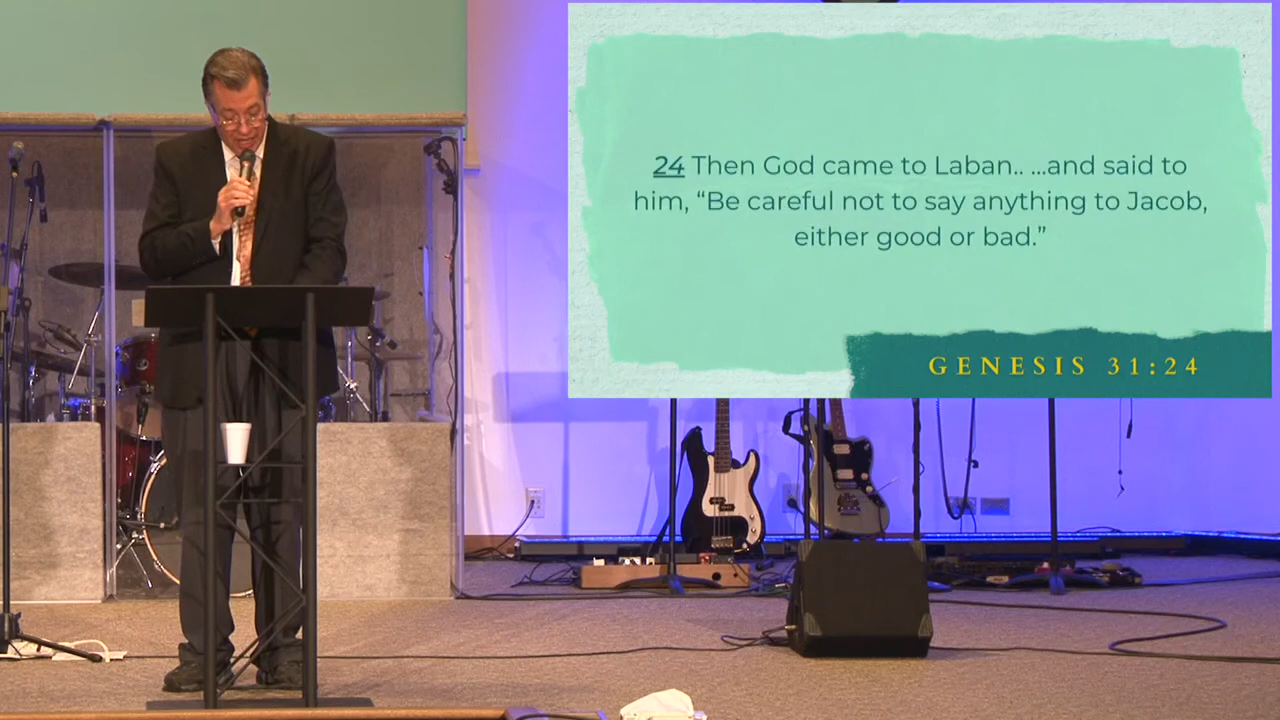 24 Then God came to Laban.. ...and said to
him, “Be careful not to say anything to Jacob,
either good or bad.”
GENESIS 31:24